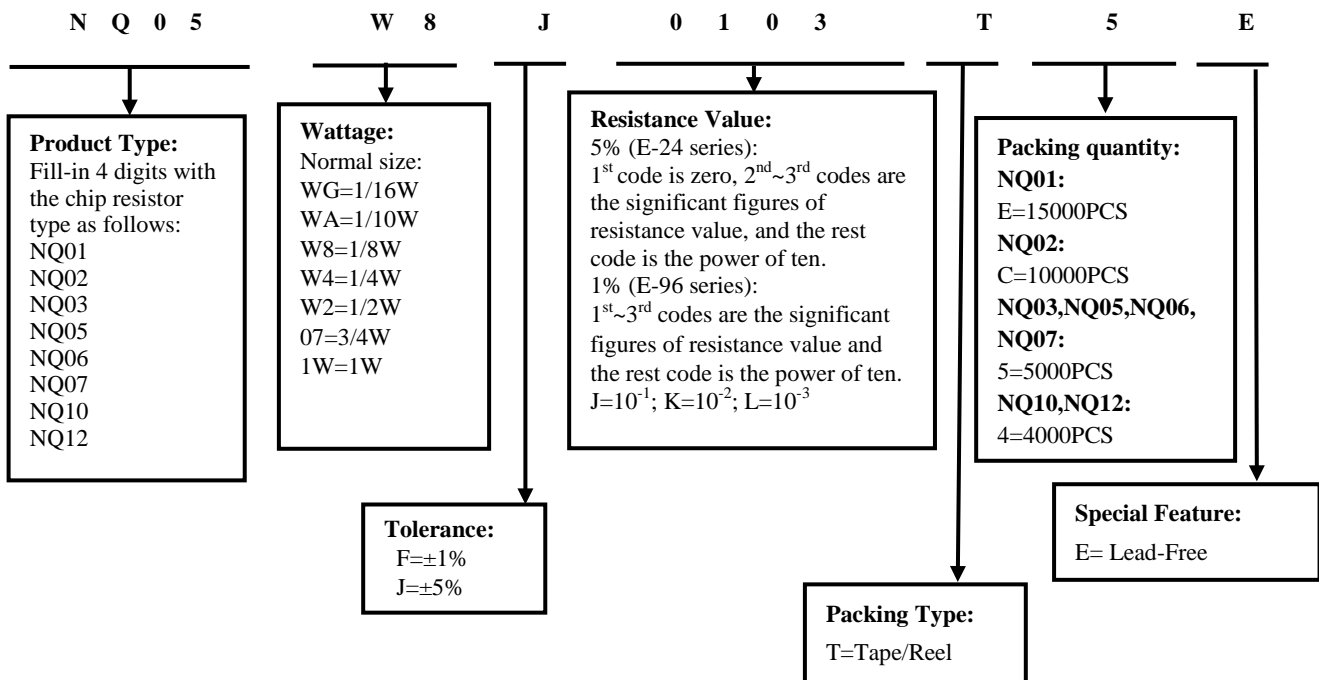 N Q 0 5 W 8 J 0 1 0 3 T 5 E
Product Type:
Fill-in 4 digits with
the chip resistor
type as follows:
NQ01
NQ02
NQ03
NQ05
NQ06
NQ07
NQ10
NQ12
Wattage:
Normal size:
WG=1/16W
WA=1/10W
W8=1/8W
W4=1/4W
W2=1/2W
07=3/4W
1W=1W
Tolerance:
F=±1%
J=±5%
Resistance Value:
5% (E-24 series):
1st code is zero, 2nd~3rd codes are
the significant figures of
resistance value, and the rest
code is the power of ten.
1% (E-96 series):
1st~3rd codes are the significant
figures of resistance value and
the rest code is the power of ten.
J=10-1; K=10-2; L=10-3
Packing Type:
T=Tape/Reel
Packing quantity:
NQ01:
E=15000PCS
NQ02:
C=10000PCS
NQ03,NQ05,NQ06,
NQ07:
5=5000PCS
NQ10,NQ12:
4=4000PCS
Special Feature:
E= Lead-Free